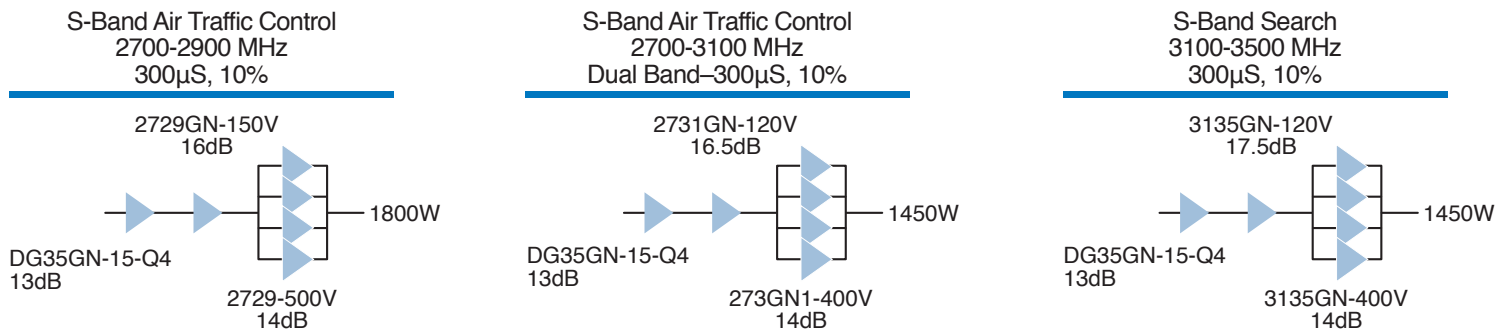 S-Band Air Traffic Control
2700-2900 MHz
300µS, 10%
2729GN-150V
16dB
1800W
DG35GN-15-Q4
13dB
2729-500V
14dB
S-Band Air Traffic Control
2700-3100 MHz
Dual Band–300µS, 10%
2731GN-120V
16.5dB
1450W
DG35GN-15-Q4
13dB
273GN1-400V
14dB
S-Band Search
3100-3500 MHz
300µS, 10%
3135GN-120V
17.5dB
1450W
DG35GN-15-Q4
13dB
3135GN-400V
14dB